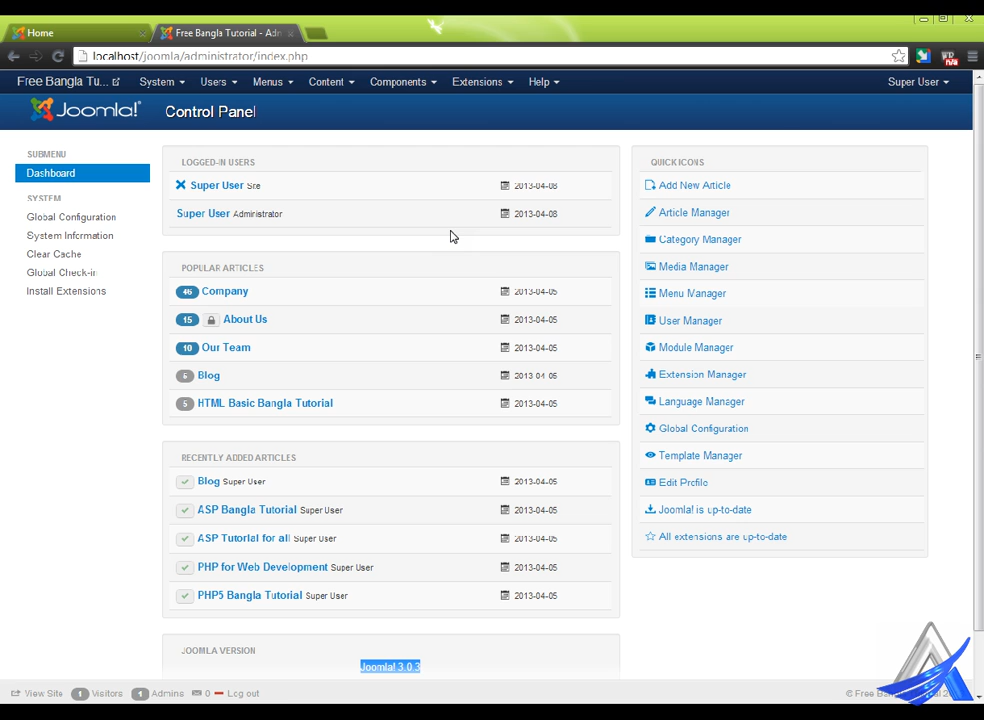 Home
Free Bangla Tutorial - Adm
localhost/joomla/administrator/index.php
Free Bangla Tu...
System
Users
Menus
Content
Components
Extensions
Help
Super User
Joomla!®
Control Panel
SUBMENU
Dashboard
SYSTEM
Global Configuration
System Information
Clear Cache
Global Check-in
Install Extensions
LOGGED-IN USERS
Super User Site 2013-04-08
Super User Administrator 2013-04-08
POPULAR ARTICLES
46 Company 2013-04-05
15 About Us 2013-04-05
10 Our Team 2013-04-05
Blog 2013-04-05
5 HTML Basic Bangla Tutorial 2013-04-05
RECENTLY ADDED ARTICLES
Blog Super User 2013-04-05
ASP Bangla Tutorial Super User 2013-04-05
ASP Tutorial for all Super User 2013-04-05
PHP for Web Development Super User 2013-04-05
PHP5 Bangla Tutorial Super User 2013-04-05
JOOMLA VERSION
Joomla! 3.0.3
QUICK ICONS
Add New Article
Article Manager
Category Manager
Media Manager
Menu Manager
User Manager
Module Manager
Extension Manager
Language Manager
Global Configuration
Template Manager
Edit Profile
Joomla! is up-to-date
All extensions are up-to-date
View Site
1 Visitors
1 Admins
0
Log out
© Free